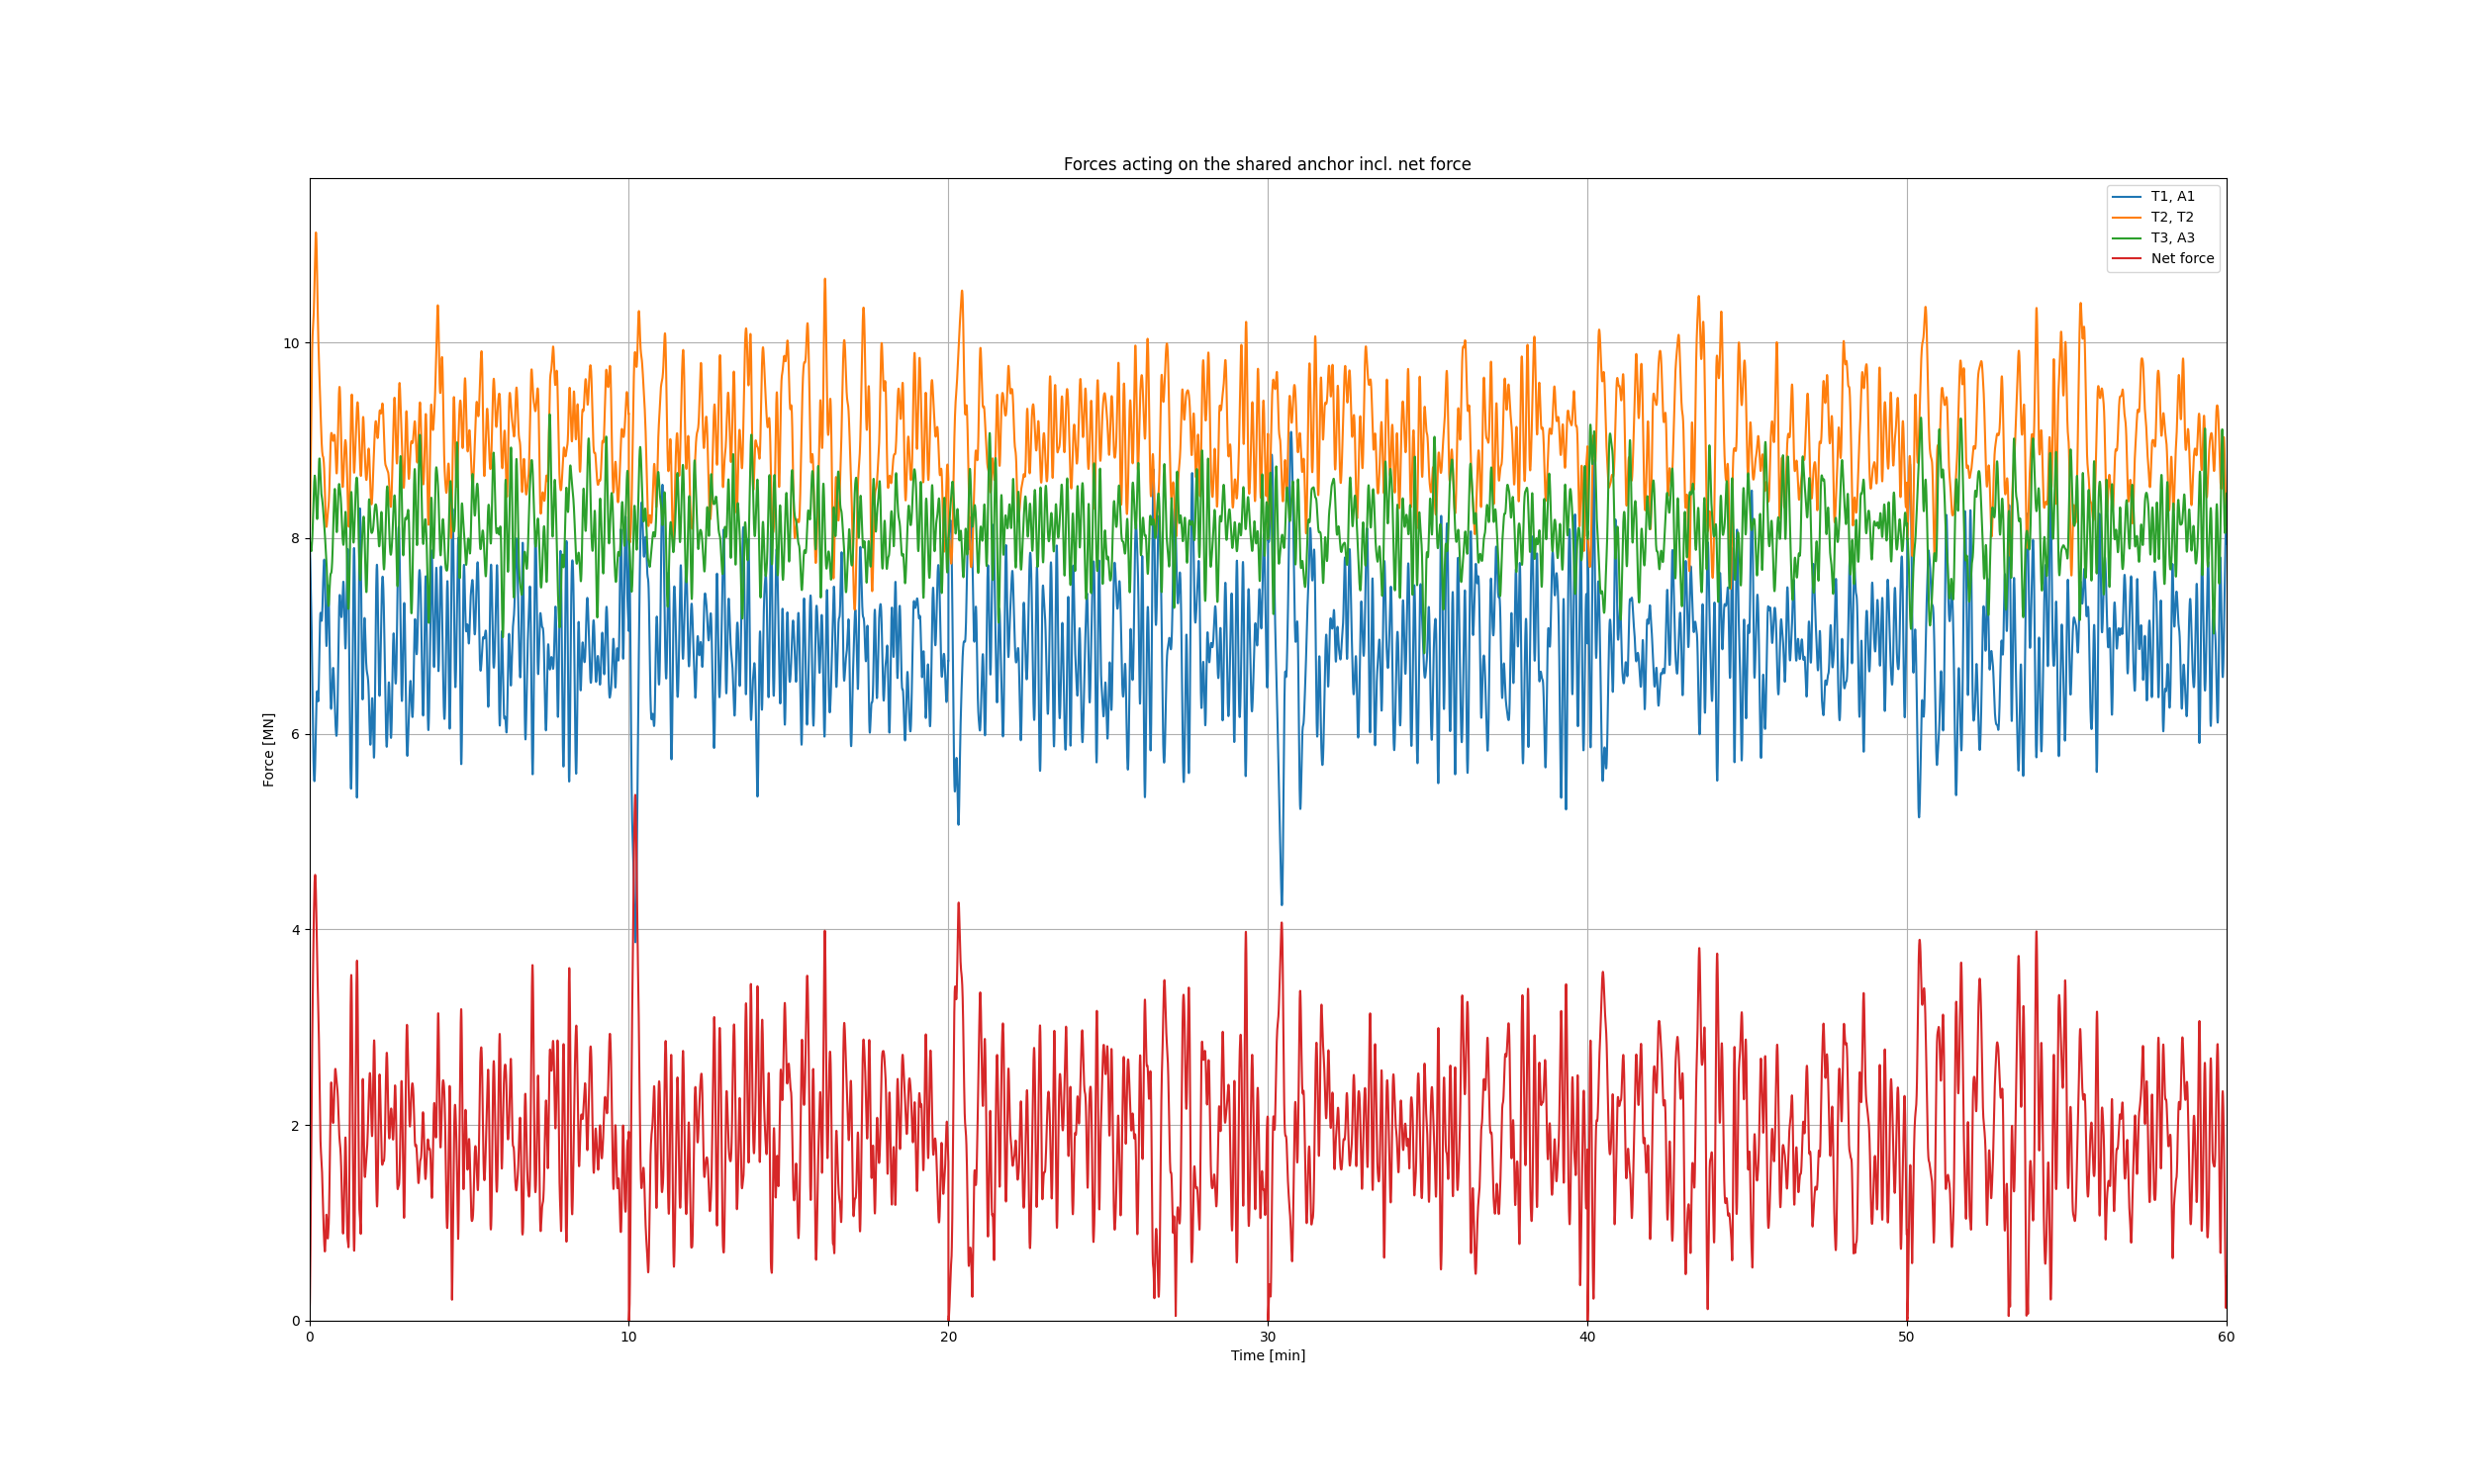 Forces acting on the shared anchor incl. net force
T1, A1
T2, T2
T3, A3
Net force
Force [MN]
10
8
6
4
2
0
0 10 20 30 40 50 60
Time [min]